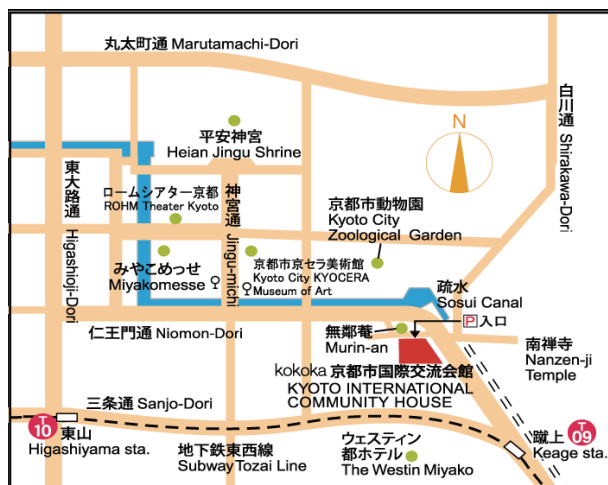 丸太町通 Marutamachi-Dori
白川通 Shirakawa-Dori
N
平安神宮
Heian Jingu Shrine
東大路通 Higashioji-Dori
ロームシアター京都
ROHM Theater Kyoto
神宮通 Jingu-michi
京都市動物園
Kyoto City
Zoological Garden
みやこめっせ
Miyakomesse
京都市京セラ美術館
Kyoto City KYOCERA
Museum of Art
疏水
Sosui Canal
P 入口
仁王門通 Niomon-Dori
無鄰菴
Murin-an
南禅寺
Nanzen-ji
Temple
kokoka 京都市国際交流会館
KYOTO INTERNATIONAL
COMMUNITY HOUSE
三条通 Sanjo-Dori
T
10
東山
Higashiyama sta.
地下鉄東西線
Subway Tozai Line
ウェスティン
都ホテル
The Westin Miyako
蹴上
Keage sta.
T
09